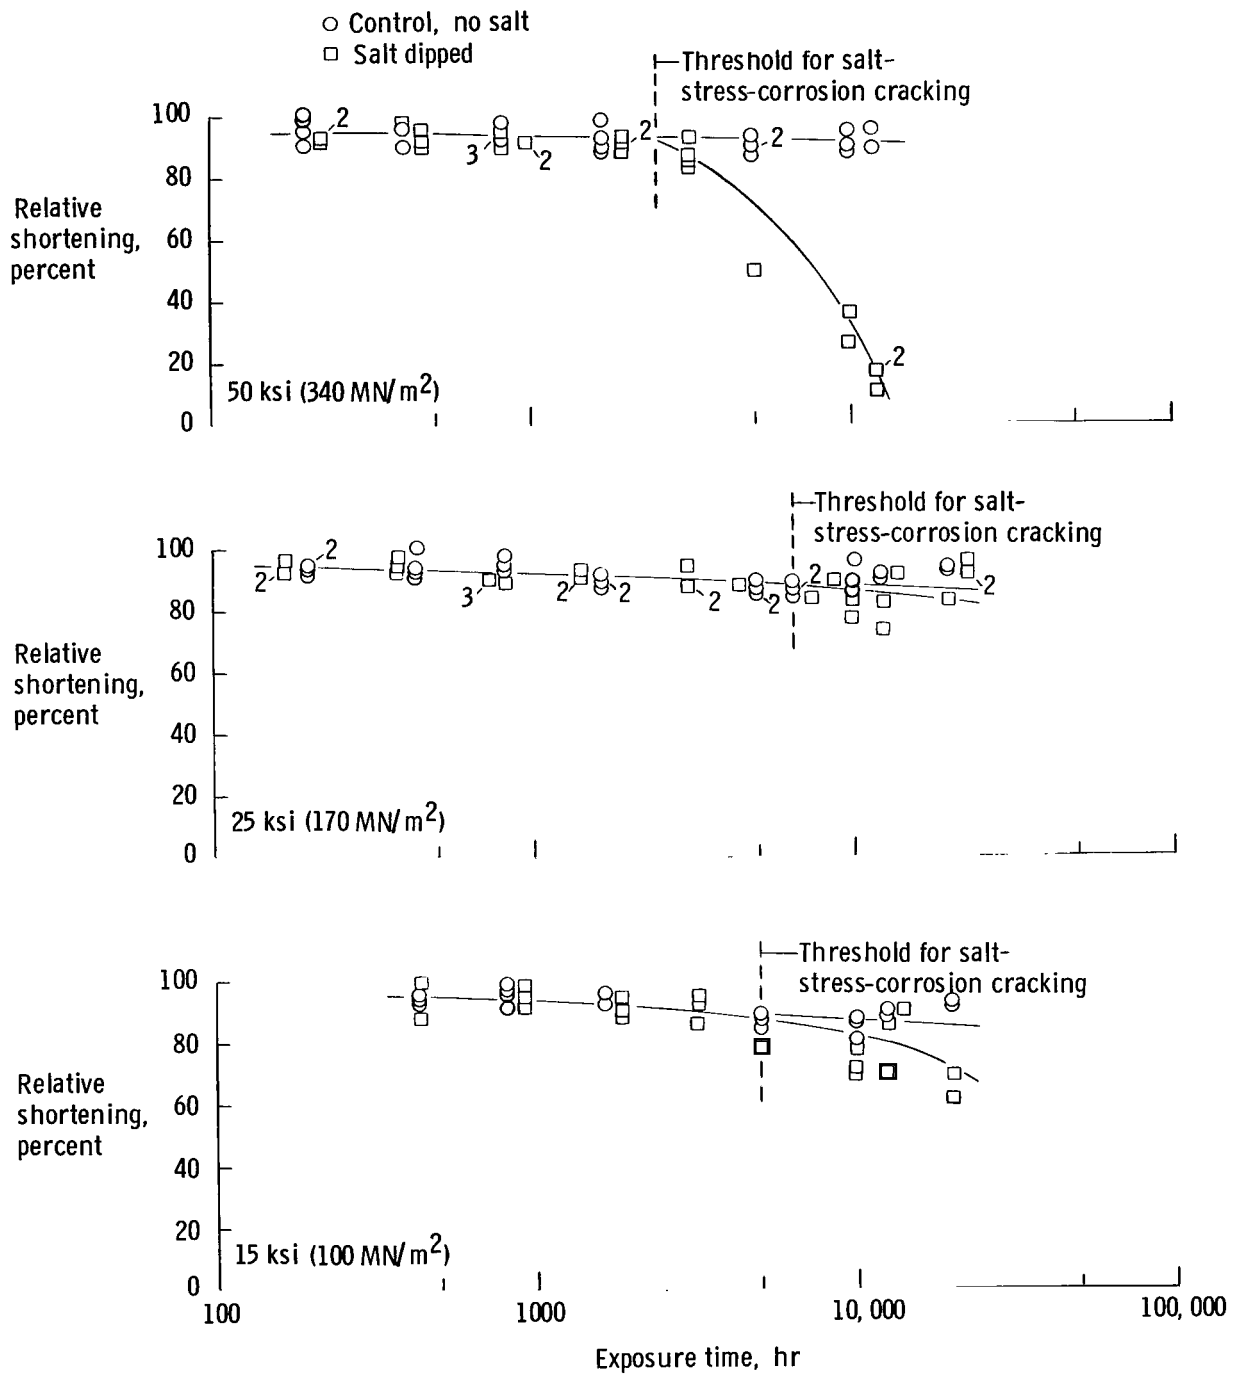 Control, no salt
Salt dipped
Threshold for salt-
stress-corrosion cracking
100
80
60
40
20
0
Relative
shortening,
percent
2
3
2
2
2
2
50 ksi (340 MN/m²)
Threshold for salt-
stress-corrosion cracking
100
80
60
40
20
0
Relative
shortening,
percent
2
2
3
2
2
2
2
2
2
25 ksi (170 MN/m²)
Threshold for salt-
stress-corrosion cracking
100
80
60
40
20
0
Relative
shortening,
percent
15 ksi (100 MN/m²)
100
1000
10,000
100,000
Exposure time, hr